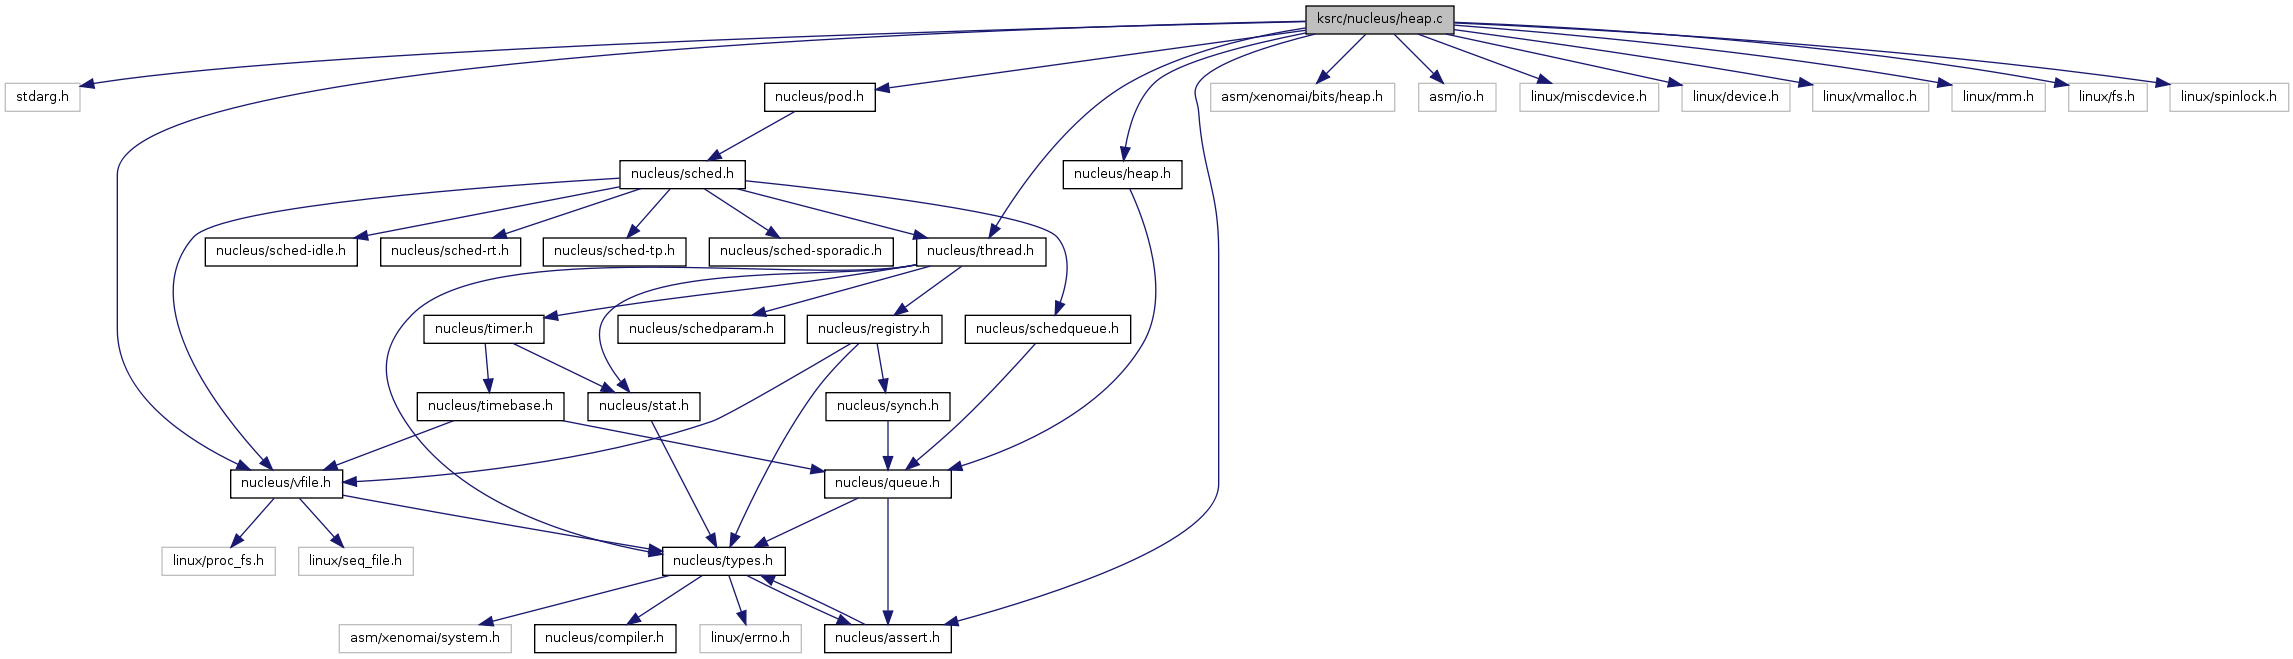 ksrc/nucleus/heap.c
stdarg.h
nucleus/pod.h
asm/xenomai/bits/heap.h
asm/io.h
linux/miscdevice.h
linux/device.h
linux/vmalloc.h
linux/mm.h
linux/fs.h
linux/spinlock.h
nucleus/sched.h
nucleus/heap.h
nucleus/sched-idle.h
nucleus/sched-rt.h
nucleus/sched-tp.h
nucleus/sched-sporadic.h
nucleus/thread.h
nucleus/timer.h
nucleus/schedparam.h
nucleus/registry.h
nucleus/schedqueue.h
nucleus/timebase.h
nucleus/stat.h
nucleus/synch.h
nucleus/vfile.h
nucleus/queue.h
linux/proc_fs.h
linux/seq_file.h
nucleus/types.h
asm/xenomai/system.h
nucleus/compiler.h
linux/errno.h
nucleus/assert.h